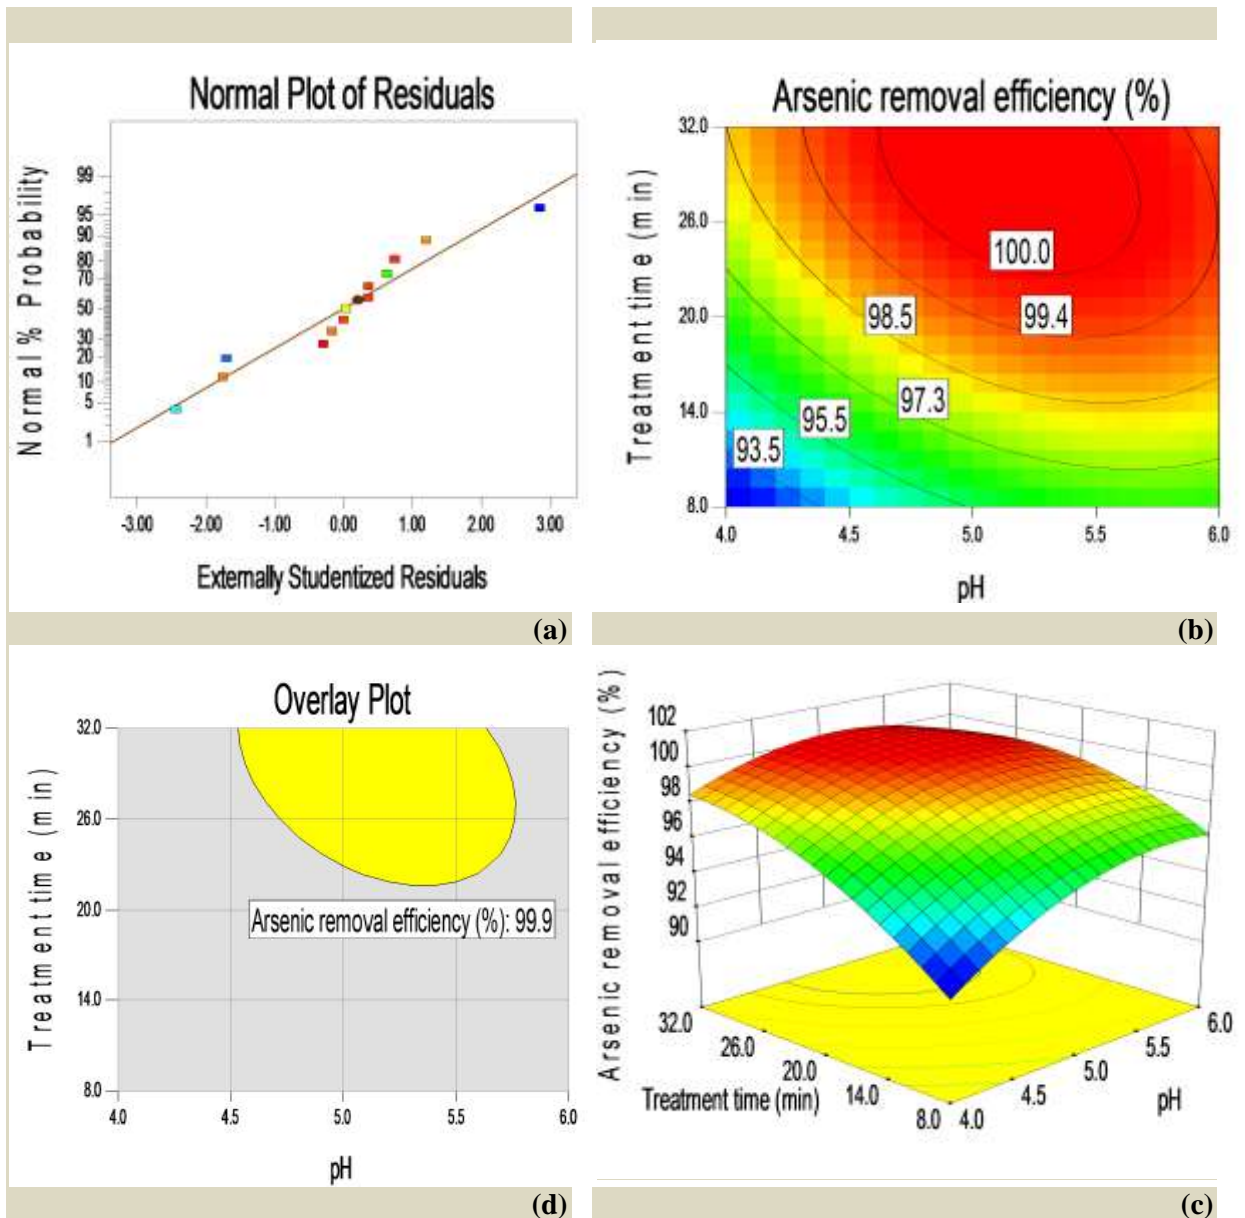 Normal Plot of Residuals
Normal % Probability
99
95
90
80
70
50
30
20
10
5
1
-3.00 -2.00 -1.00 0.00 1.00 2.00 3.00
Externally Studentized Residuals
(a)
Arsenic removal efficiency (%)
Treatment time (min)
32.0
26.0
20.0
14.0
8.0
100.0
98.5
99.4
97.3
95.5
93.5
4.0 4.5 5.0 5.5 6.0
pH
(b)
Overlay Plot
Treatment time (min)
32.0
26.0
20.0
14.0
8.0
Arsenic removal efficiency (%): 99.9
4.0 4.5 5.0 5.5 6.0
pH
(d)
Arsenic removal efficiency (%)
102
100
98
96
94
92
90
32.0
26.0
20.0
14.0
8.0
Treatment time (min)
4.0
4.5
5.0
5.5
6.0
pH
(c)